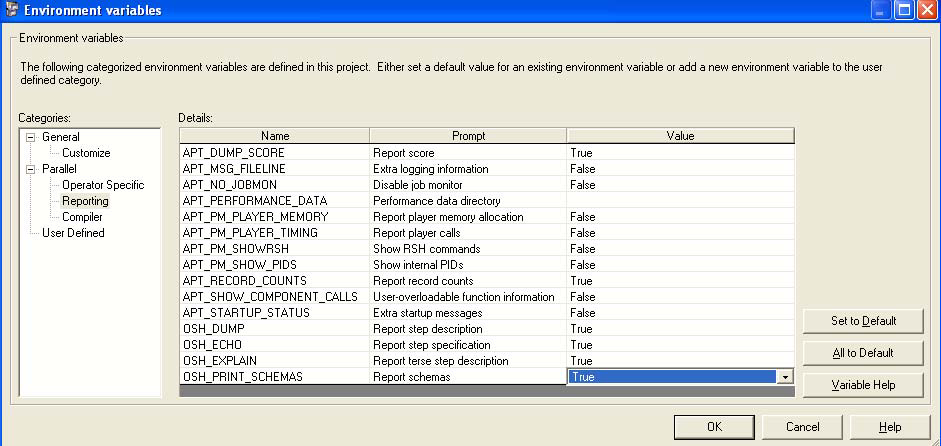 Environment variables
Environment variables
The following categorized environment variables are defined in this project. Either set a default value for an existing environment variable or add a new environment variable to the user
defined category.
Categories:
General
Customize
Parallel
Operator Specific
Reporting
Compiler
User Defined
Details:
Name Prompt Value
APT_DUMP_SCORE Report score True
APT_MSG_FILELINE Extra logging information False
APT_NO_JOBMON Disable job monitor False
APT_PERFORMANCE_DATA Performance data directory
APT_PM_PLAYER_MEMORY Report player memory allocation False
APT_PM_PLAYER_TIMING Report player calls False
APT_PM_SHOWRSH Show RSH commands False
APT_PM_SHOW_PIDS Show internal PIDs False
APT_RECORD_COUNTS Report record counts True
APT_SHOW_COMPONENT_CALLS User-overloadable function information False
APT_STARTUP_STATUS Extra startup messages False
OSH_DUMP Report step description True
OSH_ECHO Report step specification True
OSH_EXPLAIN Report terse step description True
OSH_PRINT_SCHEMAS Report schemas True
Set to Default
All to Default
Variable Help
OK Cancel Help